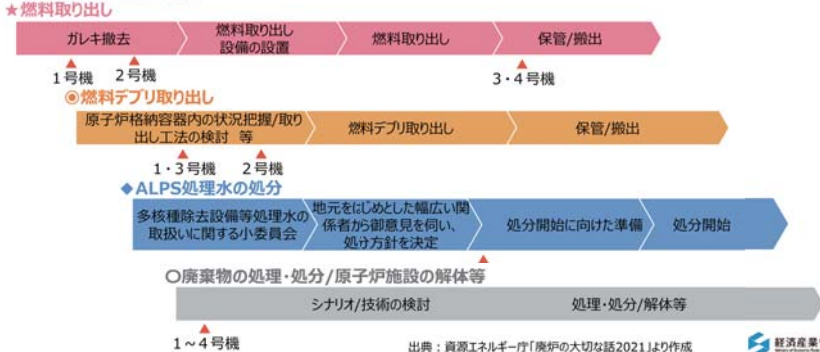 ★燃料取り出し
ガレキ撤去
燃料取り出し
設備の設置
燃料取り出し
保管/搬出
1号機
2号機
3・4号機
◉燃料デブリ取り出し
原子炉格納容器内の状況把握/取り
出し工法の検討 等
燃料デブリ取り出し
保管/搬出
1・3号機
2号機
◆ALPS処理水の処分
多核種除去設備等処理水の
取扱いに関する小委員会
地元をはじめとした幅広い関
係者から御意見を伺い、
処分方針を決定
処分開始に向けた準備
処分開始
○廃棄物の処理・処分/原子炉施設の解体等
シナリオ/技術の検討
処理・処分/解体等
1～4号機
出典：資源エネルギー庁「廃炉の大切な話2021」より作成
経済産業